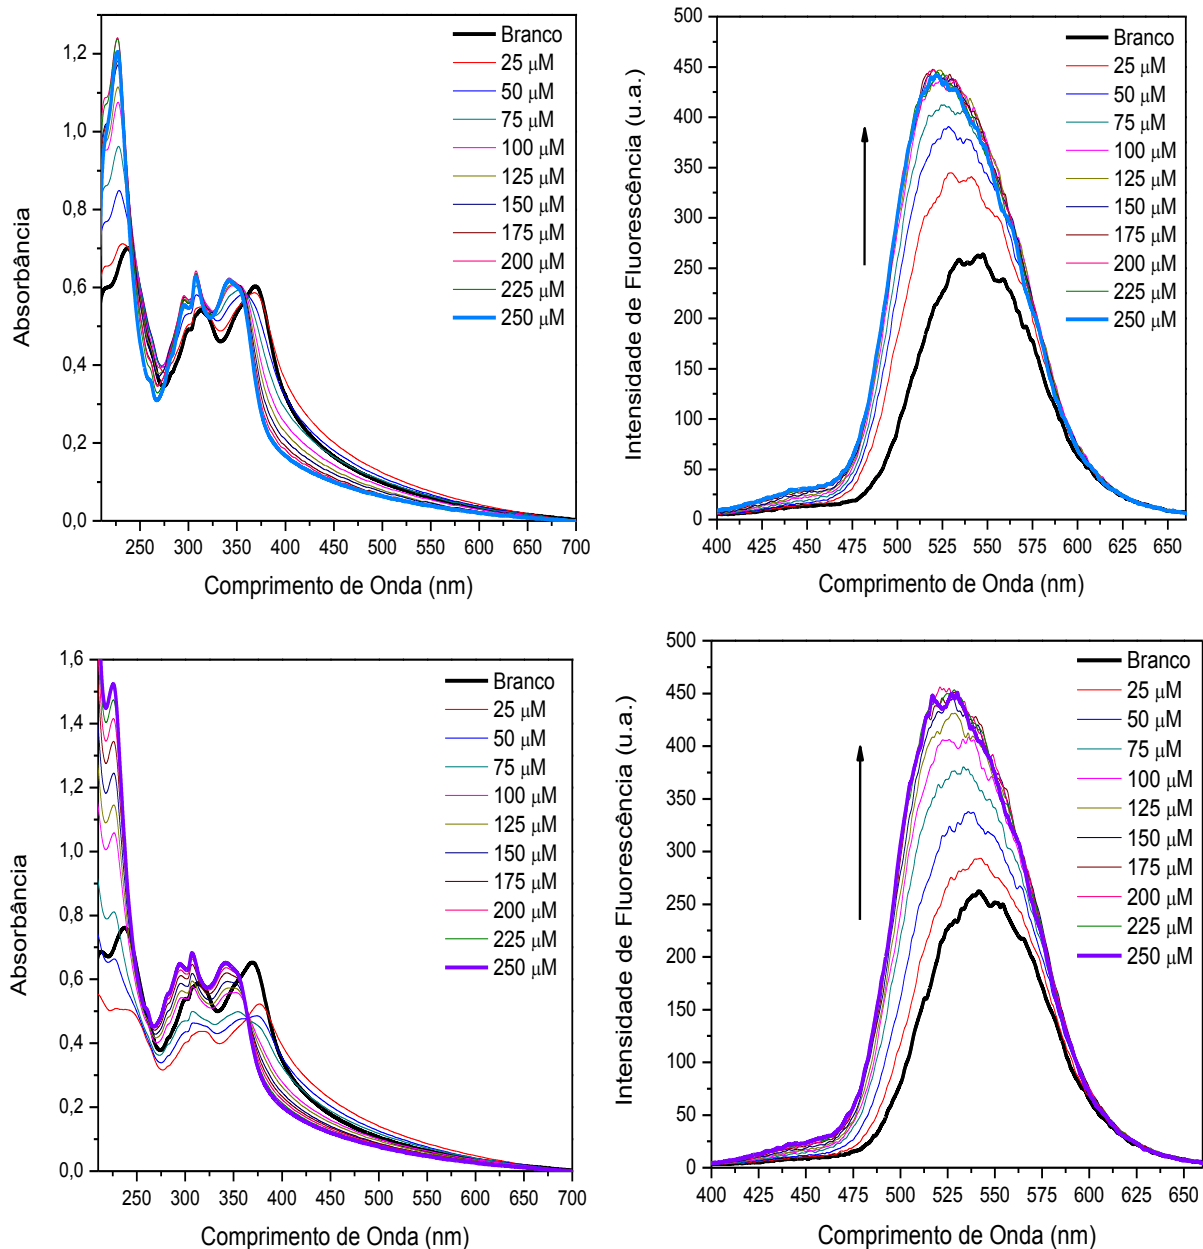 Absorbância
1,2
1,0
0,8
0,6
0,4
0,2
0,0
250 300 350 400 450 500 550 600 650 700
Comprimento de Onda (nm)
Branco
25 μM
50 μM
75 μM
100 μM
125 μM
150 μM
175 μM
200 μM
225 μM
250 μM
Intensidade de Fluorescência (u.a.)
500
450
400
350
300
250
200
150
100
50
0
400 425 450 475 500 525 550 575 600 625 650
Comprimento de Onda (nm)
Branco
25 μM
50 μM
75 μM
100 μM
125 μM
150 μM
175 μM
200 μM
225 μM
250 μM
Absorbância
1,6
1,4
1,2
1,0
0,8
0,6
0,4
0,2
0,0
250 300 350 400 450 500 550 600 650 700
Comprimento de Onda (nm)
Branco
25 μM
50 μM
75 μM
100 μM
125 μM
150 μM
175 μM
200 μM
225 μM
250 μM
Intensidade de Fluorescência (u.a.)
500
450
400
350
300
250
200
150
100
50
0
400 425 450 475 500 525 550 575 600 625 650
Comprimento de Onda (nm)
Branco
25 μM
50 μM
75 μM
100 μM
125 μM
150 μM
175 μM
200 μM
225 μM
250 μM